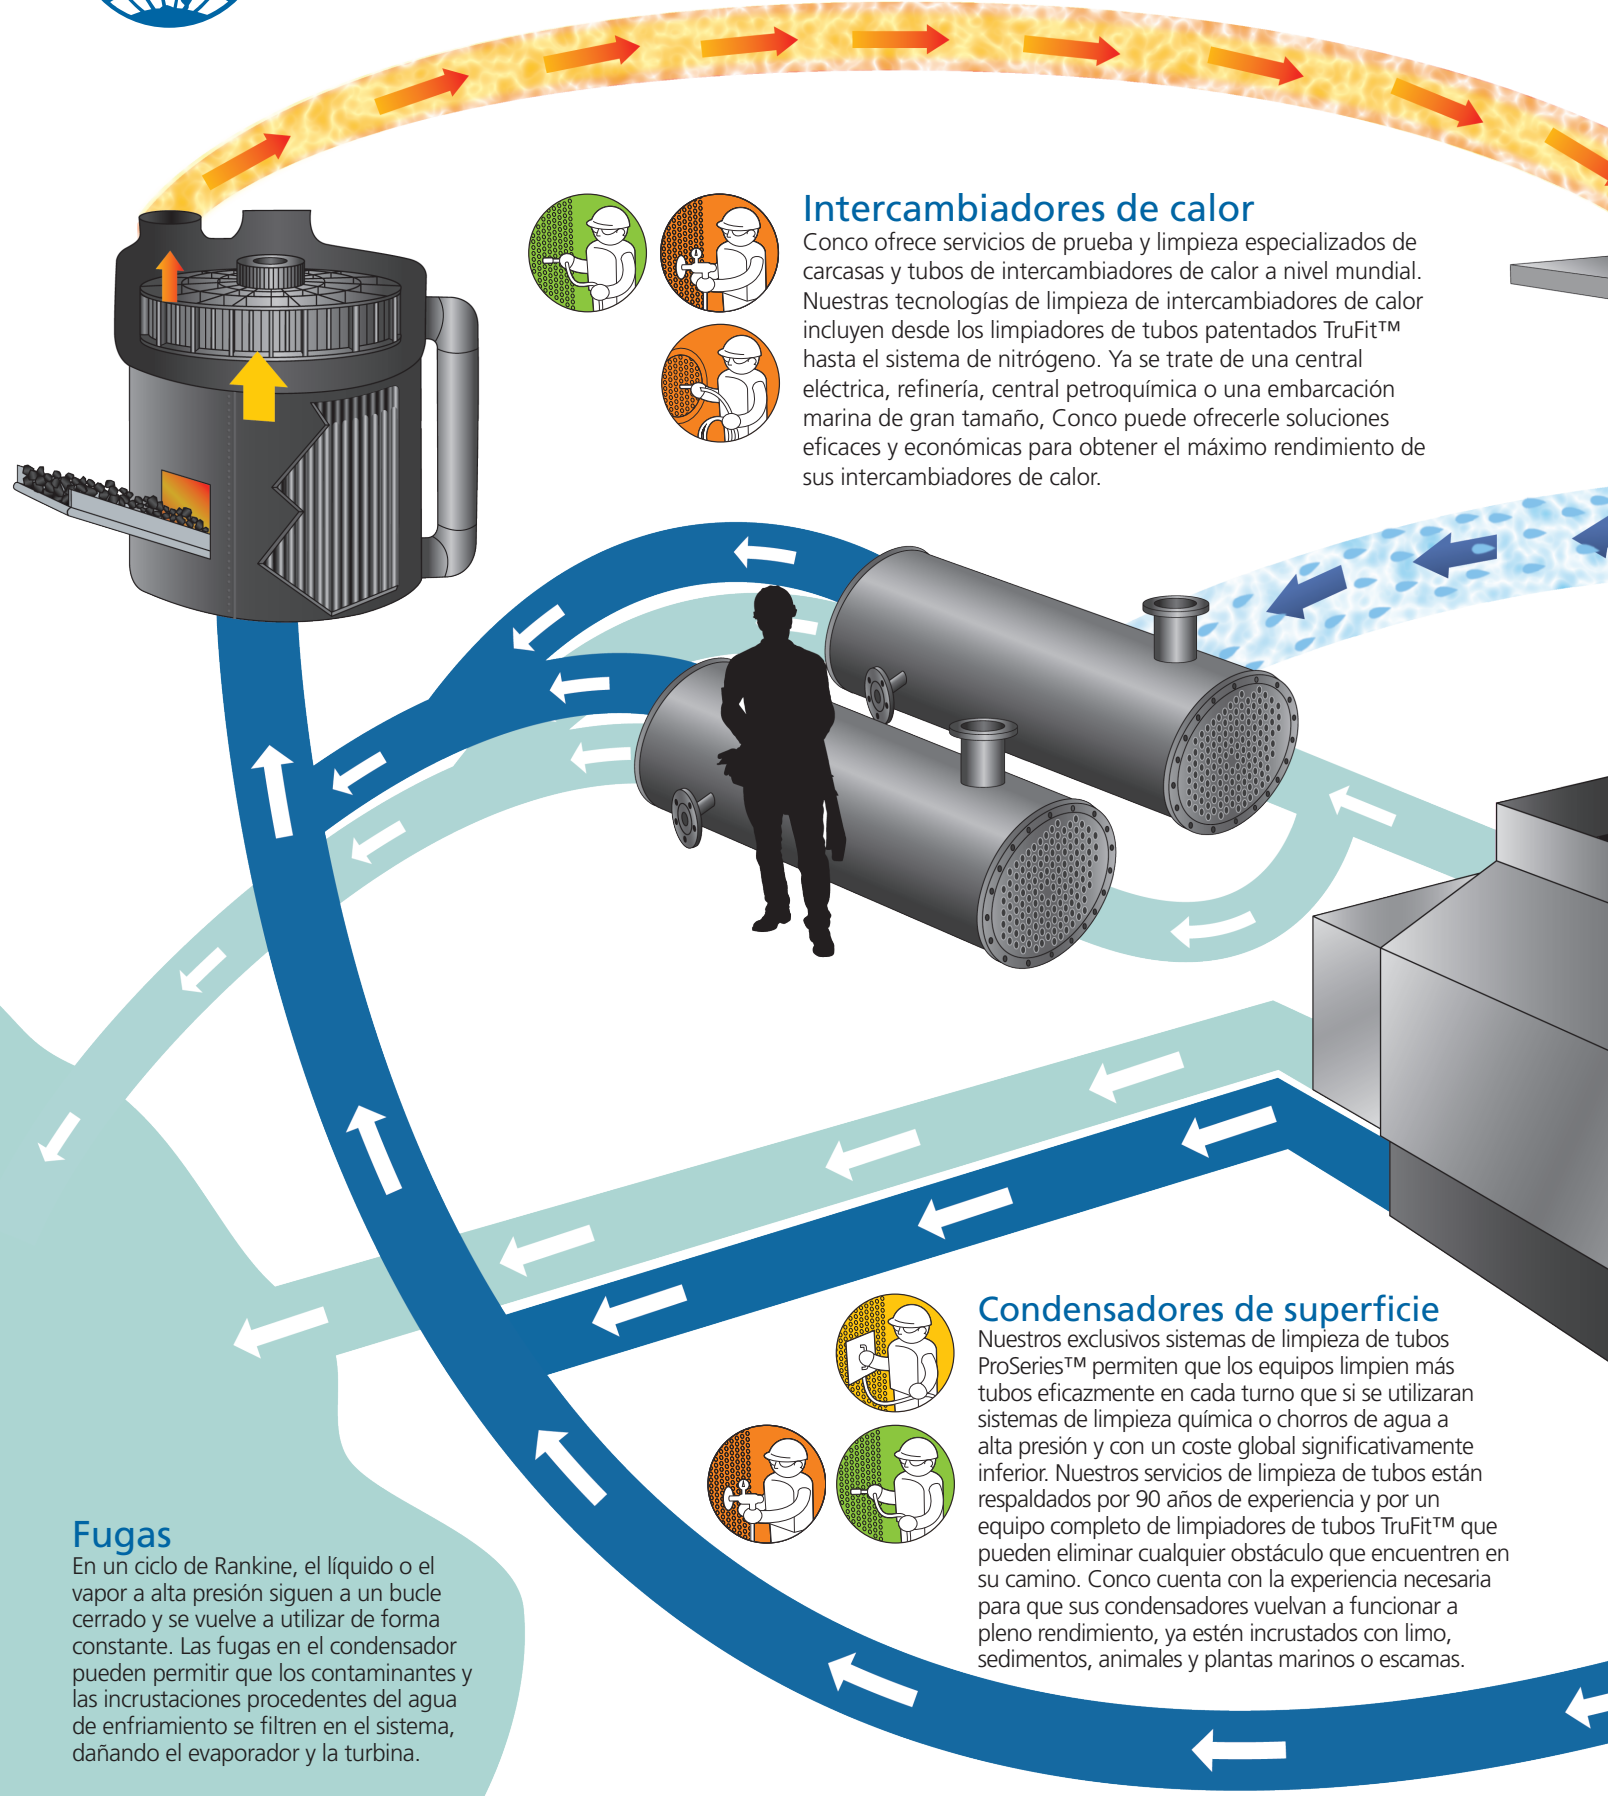 Intercambiadores de calor
Conco ofrece servicios de prueba y limpieza especializados de
carcasas y tubos de intercambiadores de calor a nivel mundial.
Nuestras tecnologías de limpieza de intercambiadores de calor
incluyen desde los limpiadores de tubos patentados TruFit™
hasta el sistema de nitrógeno. Ya se trate de una central
eléctrica, refinería, central petroquímica o una embarcación
marina de gran tamaño, Conco puede ofrecerle soluciones
eficaces y económicas para obtener el máximo rendimiento de
sus intercambiadores de calor.
Condensadores de superficie
Nuestros exclusivos sistemas de limpieza de tubos
ProSeries™ permiten que los equipos limpien más
tubos eficazmente en cada turno que si se utilizaran
sistemas de limpieza química o chorros de agua a
alta presión y con un coste global significativamente
inferior. Nuestros servicios de limpieza de tubos están
respaldados por 90 años de experiencia y por un
equipo completo de limpiadores de tubos TruFit™ que
pueden eliminar cualquier obstáculo que encuentren en
su camino. Conco cuenta con la experiencia necesaria
para que sus condensadores vuelvan a funcionar a
pleno rendimiento, ya estén incrustados con limo,
sedimentos, animales y plantas marinos o escamas.
Fugas
En un ciclo de Rankine, el líquido o el
vapor a alta presión siguen a un bucle
cerrado y se vuelve a utilizar de forma
constante. Las fugas en el condensador
pueden permitir que los contaminantes y
las incrustaciones procedentes del agua
de enfriamiento se filtren en el sistema,
dañando el evaporador y la turbina.